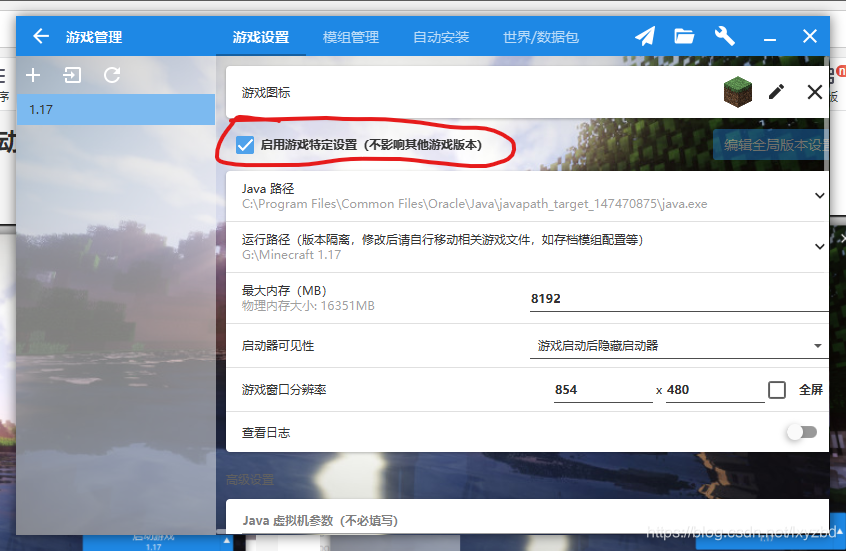 游戏管理
游戏设置
模组管理
自动安装
世界/数据包
序
动
版
1.17
游戏图标
启用游戏特定设置（不影响其他游戏版本）
编辑全局版本设
Java 路径
C:\Program Files\Common Files\Oracle\Java\javapath_target_147470875\java.exe
运行路径（版本隔离，修改后请自行移动相关游戏文件，如存档模组配置等）
G:\Minecraft 1.17
最大内存（MB）
物理内存大小: 16351MB
8192
启动器可见性
游戏启动后隐藏启动器
游戏窗口分辨率
854 x 480
全屏
查看日志
高级设置
Java 虚拟机参数（不必填写）
启动游戏
1.17
https://blog.csdn.net/lxyzbd